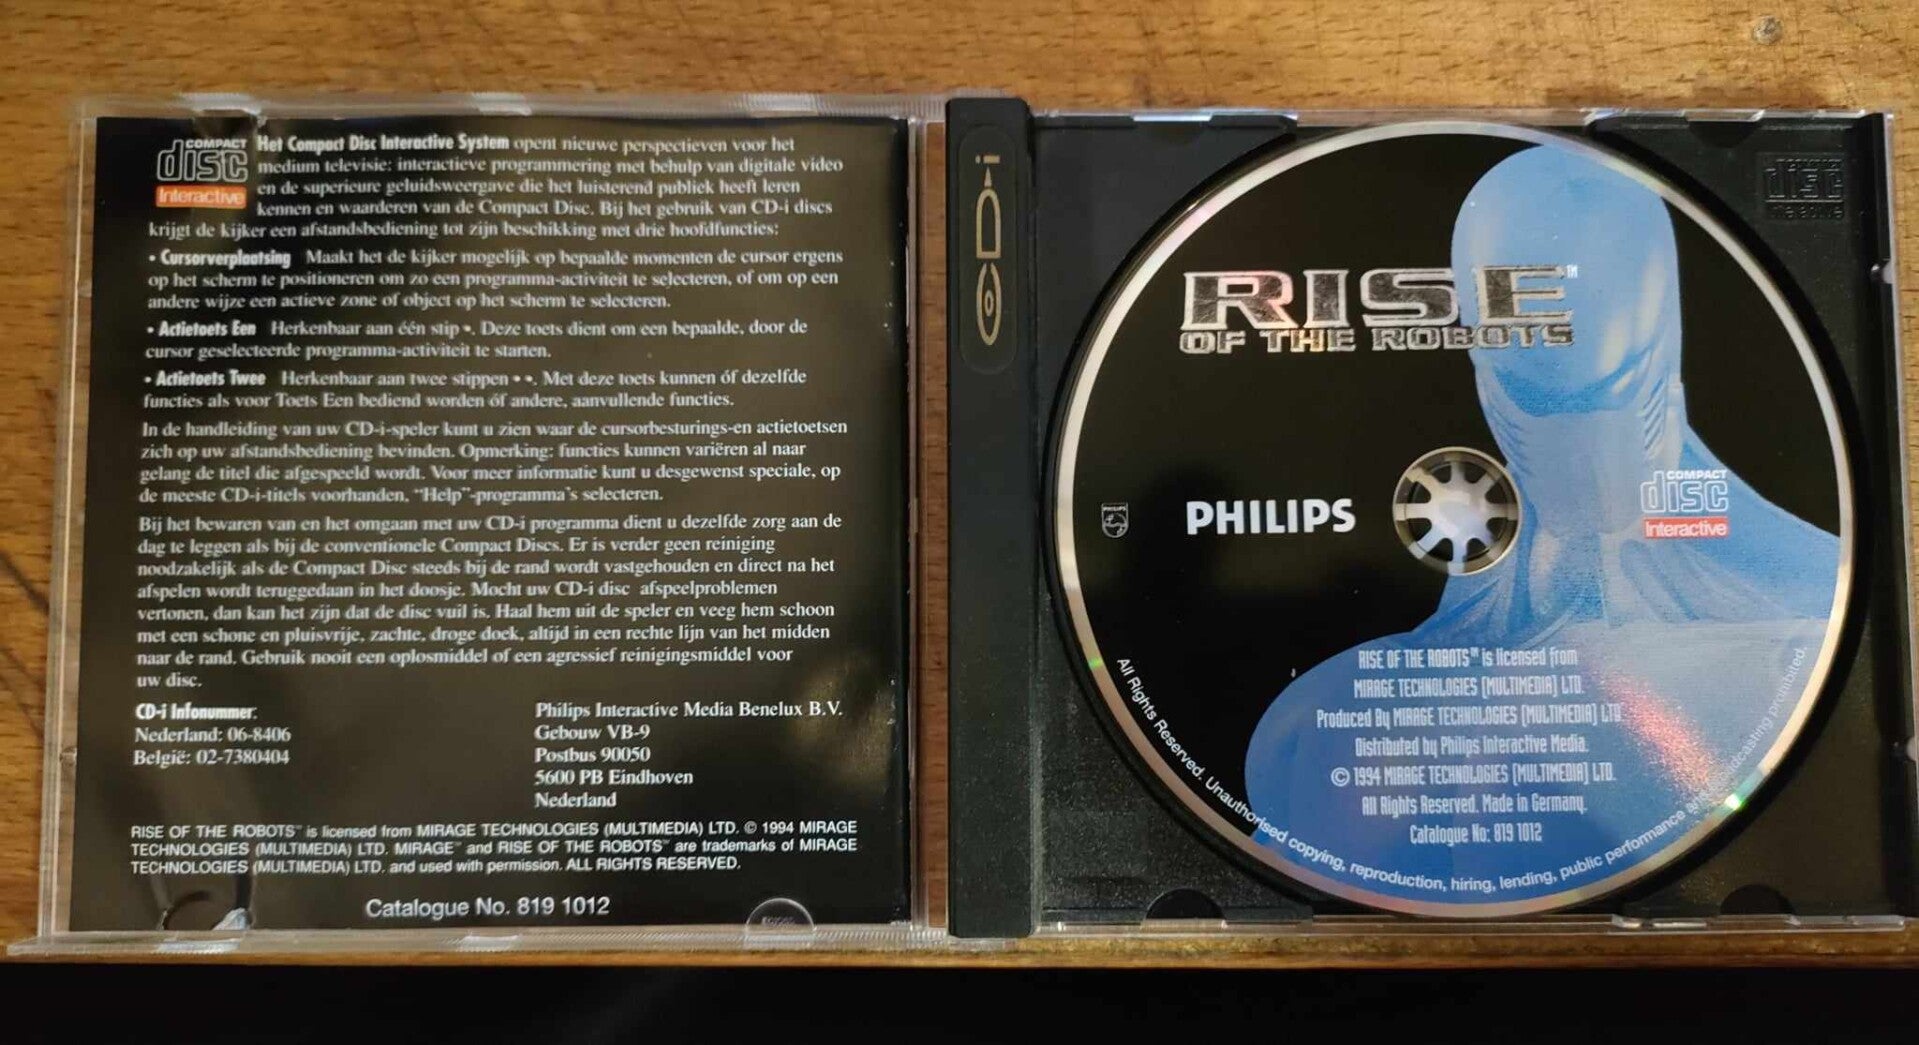 COMPACT
disc
Interactive
Het Compact Disc Interactive System opent nieuwe perspectieven voor het
medium televisie: interactieve programmering met behulp van digitale video
en de superieure geluidsweergave die het luisterend publiek heeft leren
kennen en waarderen van de Compact Disc. Bij het gebruik van CD-i discs
krijgt de kijker een afstandsbediening tot zijn beschikking met drie hoofdfuncties:
• Cursorverplaatsing Maakt het de kijker mogelijk op bepaalde momenten de cursor ergens
op het scherm te positioneren om zo een programma-activiteit te selecteren, of om op een
andere wijze een actieve zone of object op het scherm te selecteren.
• Actietoets Een Herkenbaar aan één stip •. Deze toets dient om een bepaalde, door de
cursor geselecteerde programma-activiteit te starten.
• Actietoets Twee Herkenbaar aan twee stippen • •. Met deze toets kunnen óf dezelfde
functies als voor Toets Een bediend worden óf andere, aanvullende functies.
In de handleiding van uw CD-i-speler kunt u zien waar de cursorbesturings-en actietoetsen
zich op uw afstandsbediening bevinden. Opmerking: functies kunnen variëren al naar
gelang de titel die afgespeeld wordt. Voor meer informatie kunt u desgewenst speciale, op
de meeste CD-i-titels voorhanden, "Help"-programma's selecteren.
Bij het bewaren van en het omgaan met uw CD-i programma dient u dezelfde zorg aan de
dag te leggen als bij de conventionele Compact Discs. Er is verder geen reiniging
noodzakelijk als de Compact Disc steeds bij de rand wordt vastgehouden en direct na het
afspelen wordt teruggedaan in het doosje. Mocht uw CD-i disc afspeelproblemen
vertonen, dan kan het zijn dat de disc vuil is. Haal hem uit de speler en veeg hem schoon
met een schone en pluisvrije, zachte, droge doek, altijd in een rechte lijn van het midden
naar de rand. Gebruik nooit een oplosmiddel of een agressief reinigingsmiddel voor
uw disc.
CD-i Infonummer:
Nederland: 06-8406
België: 02-7380404
Philips Interactive Media Benelux B.V.
Gebouw VB-9
Postbus 90050
5600 PB Eindhoven
Nederland
RISE OF THE ROBOTS™ is licensed from MIRAGE TECHNOLOGIES (MULTIMEDIA) LTD. © 1994 MIRAGE
TECHNOLOGIES (MULTIMEDIA) LTD. MIRAGE™ and RISE OF THE ROBOTS™ are trademarks of MIRAGE
TECHNOLOGIES (MULTIMEDIA) LTD. and used with permission. ALL RIGHTS RESERVED.
Catalogue No. 819 1012
CD-i
disc
RISE™
OF THE ROBOTS
PHILIPS
PHILIPS
COMPACT
disc
Interactive
RISE OF THE ROBOTS™ is licensed from
MIRAGE TECHNOLOGIES (MULTIMEDIA) LTD.
Produced By MIRAGE TECHNOLOGIES (MULTIMEDIA) LTD
Distributed by Philips Interactive Media.
© 1994 MIRAGE TECHNOLOGIES (MULTIMEDIA) LTD.
All Rights Reserved. Made in Germany.
Catalogue No: 819 1012
All Rights Reserved. Unauthorised copying, reproduction, hiring, lending, public performance prohibited.